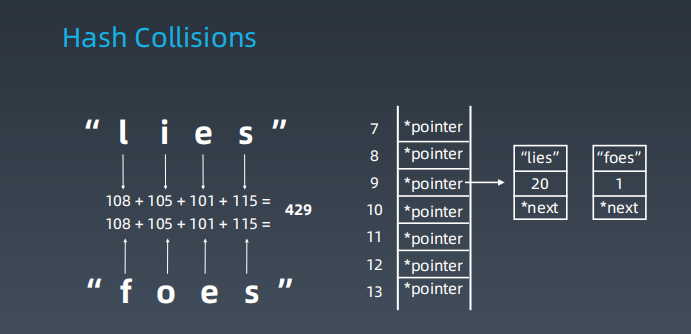 Hash Collisions
“ l i e s ”
108 + 105 + 101 + 115 =
429
108 + 105 + 101 + 115 =
“ f o e s ”
7 *pointer
8 *pointer
9 *pointer
10 *pointer
11 *pointer
12 *pointer
13 *pointer
“lies”
20
*next
“foes”
1
*next